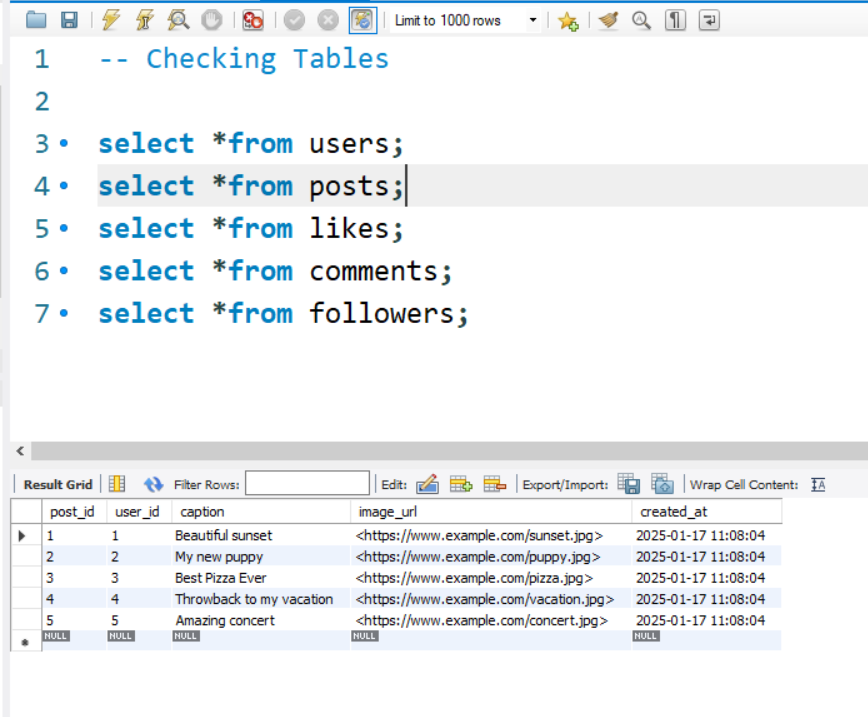 Limit to 1000 rows
1 -- Checking Tables
2
3 select *from users;
4 select *from posts;
5 select *from likes;
6 select *from comments;
7 select *from followers;
Result Grid Filter Rows: Edit: Export/Import: Wrap Cell Content: IA
post_id user_id caption image_url created_at
1 1 Beautiful sunset <https://www.example.com/sunset.jpg> 2025-01-17 11:08:04
2 2 My new puppy <https://www.example.com/puppy.jpg> 2025-01-17 11:08:04
3 3 Best Pizza Ever <https://www.example.com/pizza.jpg> 2025-01-17 11:08:04
4 4 Throwback to my vacation <https://www.example.com/vacation.jpg> 2025-01-17 11:08:04
5 5 Amazing concert <https://www.example.com/concert.jpg> 2025-01-17 11:08:04
NULL NULL NULL NULL NULL